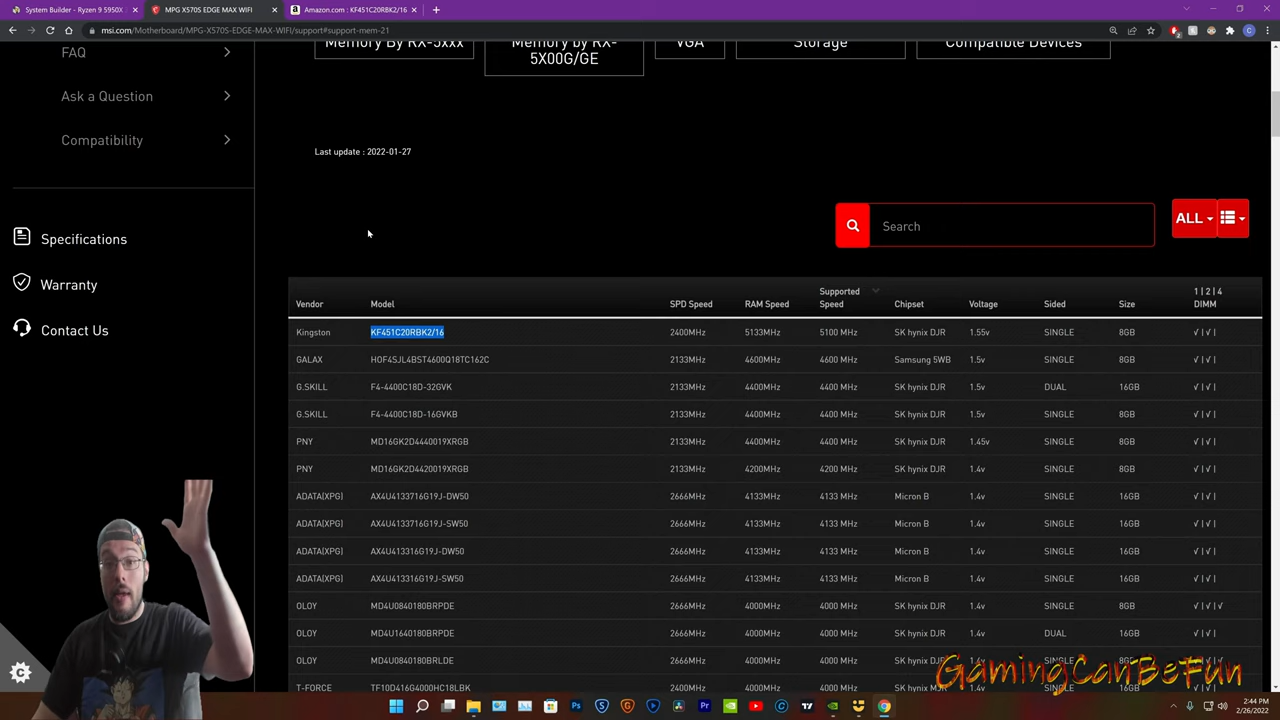 System Builder - Ryzen 9 5950X
MPG X570S EDGE MAX WIFI
Amazon.com : KF451C20RBK2/16
msi.com/Motherboard/MPG-X570S-EDGE-MAX-WIFI/support#support-mem-21
FAQ
Ask a Question
Compatibility
Specifications
Warranty
Contact Us
Memory By RX-5xxx
Memory by RX-
5X00G/GE
VGA
Storage
Compatible Devices
Last update : 2022-01-27
Search
ALL
Vendor Model SPD Speed RAM Speed Supported Speed Chipset Voltage Sided Size 1 | 2 | 4 DIMM
Kingston KF451C20RBK2/16 2400MHz 5133MHz 5100 MHz SK hynix DJR 1.55v SINGLE 8GB √ | √ |
GALAX HOF4SJL4BST4600Q18TC162C 2133MHz 4600MHz 4600 MHz Samsung 5WB 1.5v SINGLE 8GB √ | √ |
G.SKILL F4-4400C18D-32GVK 2133MHz 4400MHz 4400 MHz SK hynix DJR 1.5v DUAL 16GB √ | √ |
G.SKILL F4-4400C18D-16GVKB 2133MHz 4400MHz 4400 MHz SK hynix DJR 1.5v SINGLE 8GB √ | √ |
PNY MD16GK2D4440019XRGB 2133MHz 4400MHz 4400 MHz SK hynix DJR 1.45v SINGLE 8GB √ | √ |
PNY MD16GK2D4420019XRGB 2133MHz 4200MHz 4200 MHz SK hynix DJR 1.4v SINGLE 8GB √ | √ |
ADATA(XPG) AX4U4133716G19J-DW50 2666MHz 4133MHz 4133 MHz Micron B 1.4v SINGLE 16GB √ | √ |
ADATA(XPG) AX4U4133716G19J-SW50 2666MHz 4133MHz 4133 MHz Micron B 1.4v SINGLE 16GB √ | √ |
ADATA(XPG) AX4U413316G19J-DW50 2666MHz 4133MHz 4133 MHz Micron B 1.4v SINGLE 16GB √ | √ |
ADATA(XPG) AX4U413316G19J-SW50 2666MHz 4133MHz 4133 MHz Micron B 1.4v SINGLE 16GB √ | √ |
OLOY MD4U0840180BRPDE 2666MHz 4000MHz 4000 MHz SK hynix DJR 1.4v SINGLE 8GB √ | √ | √
OLOY MD4U1640180BRPDE 2666MHz 4000MHz 4000 MHz SK hynix DJR 1.4v DUAL 16GB √ | √ |
OLOY MD4U0840180BRLDE 2666MHz 4000MHz 4000 MHz SK hynix DJR 1.4v SINGLE 8GB √ | √ |
T-FORCE TF10D416G4000HC18LBK 2400MHz 4000MHz 4000 MHz SK hynix MJR
GamingCanBeFun
2:44 PM
2/26/2022